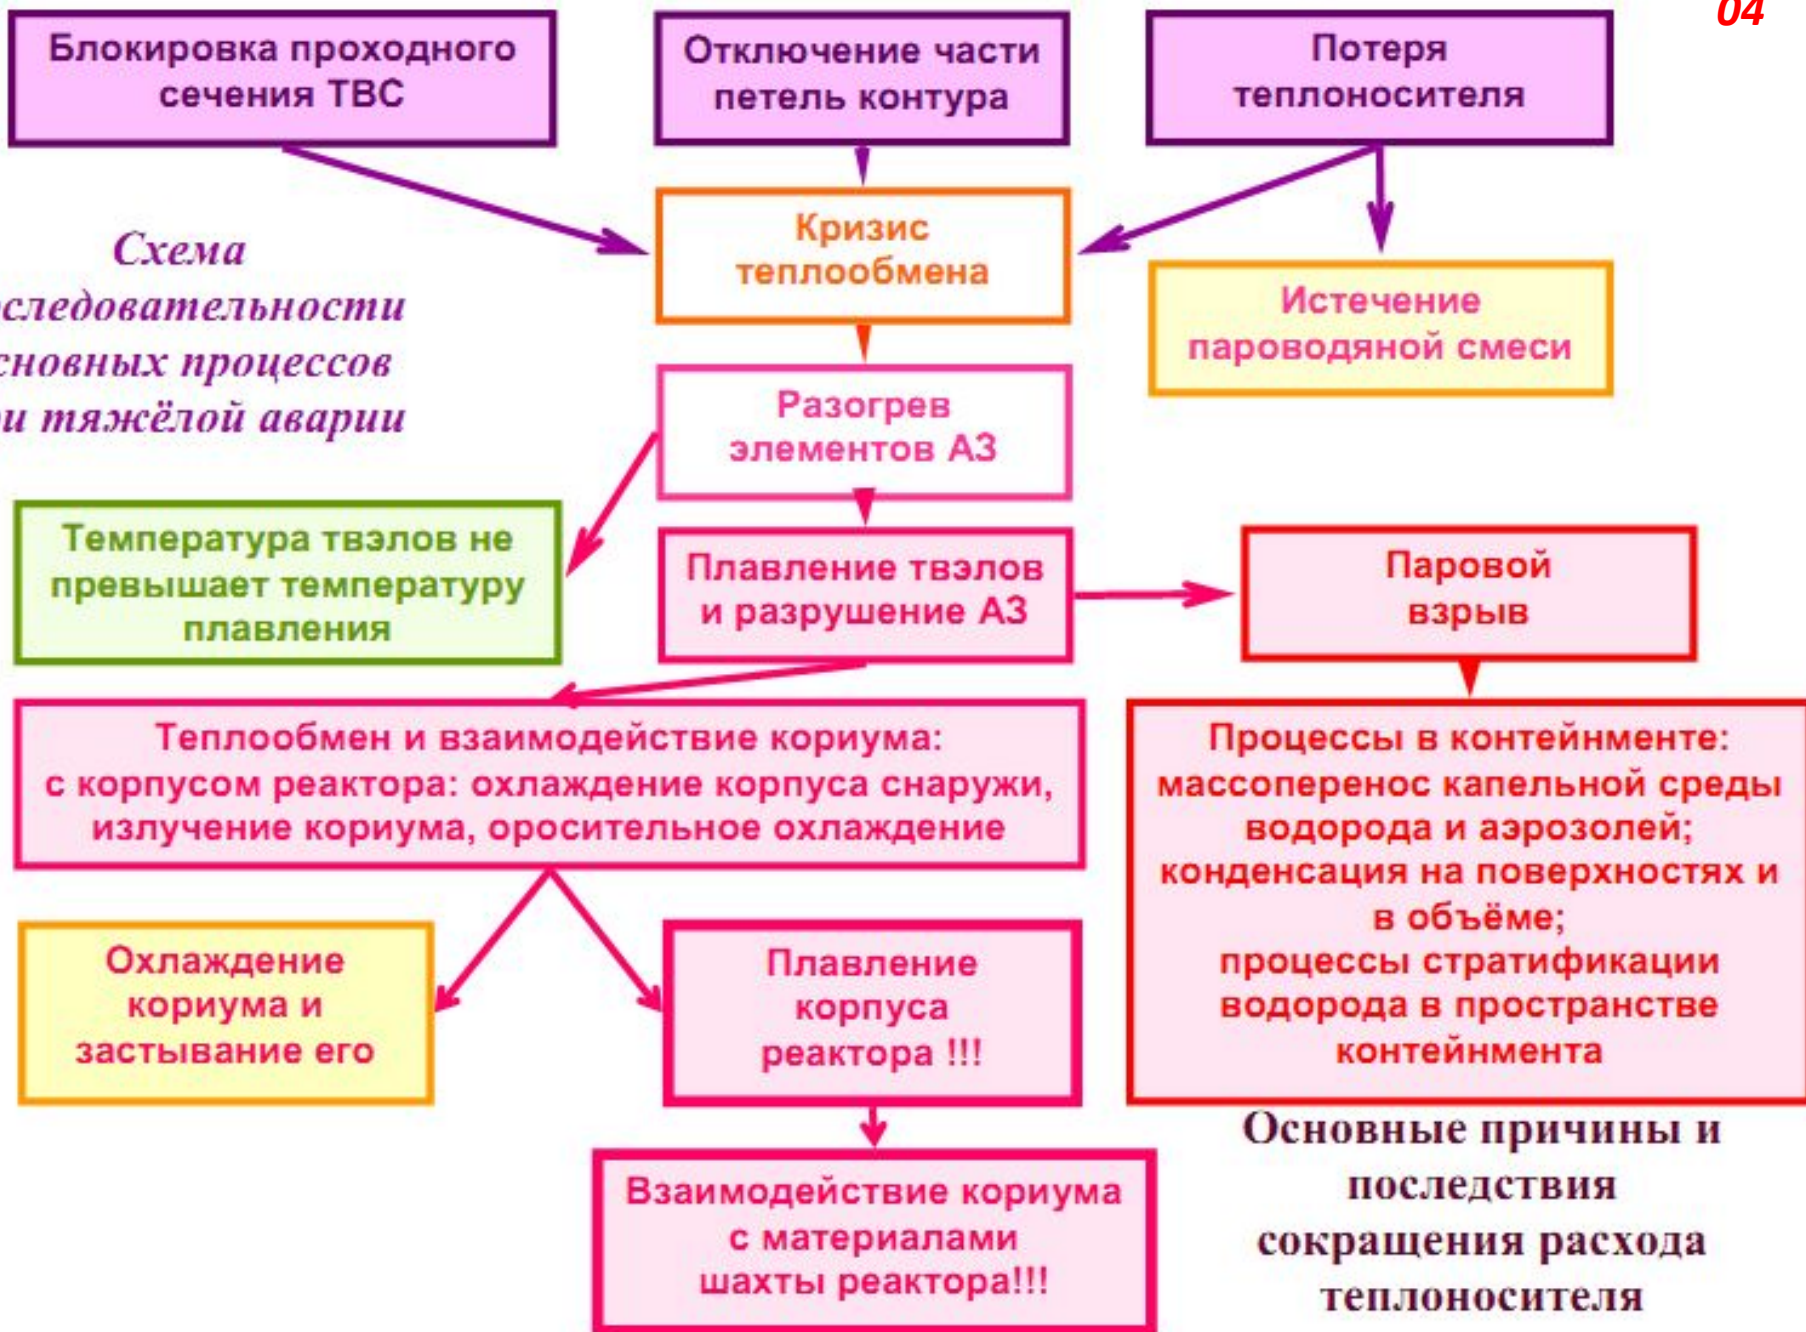 04
Блокировка проходного
сечения ТВС
Отключение части
петель контура
Потеря
теплоносителя
Схема
оследовательности
сновных процессов
ри тяжёлой аварии
Кризис
теплообмена
Истечение
пароводяной смеси
Разогрев
элементов АЗ
Температура твэлов не
превышает температуру
плавления
Плавление твэлов
и разрушение АЗ
Паровой
взрыв
Теплообмен и взаимодействие кориума:
с корпусом реактора: охлаждение корпуса снаружи,
излучение кориума, оросительное охлаждение
Процессы в контейнменте:
массоперенос капельной среды
водорода и аэрозолей;
конденсация на поверхностях и
в объёме;
процессы стратификации
водорода в пространстве
контейнмента
Охлаждение
кориума и
застывание его
Плавление
корпуса
реактора !!!
Взаимодействие кориума
с материалами
шахты реактора!!!
Основные причины и
последствия
сокращения расхода
теплоносителя